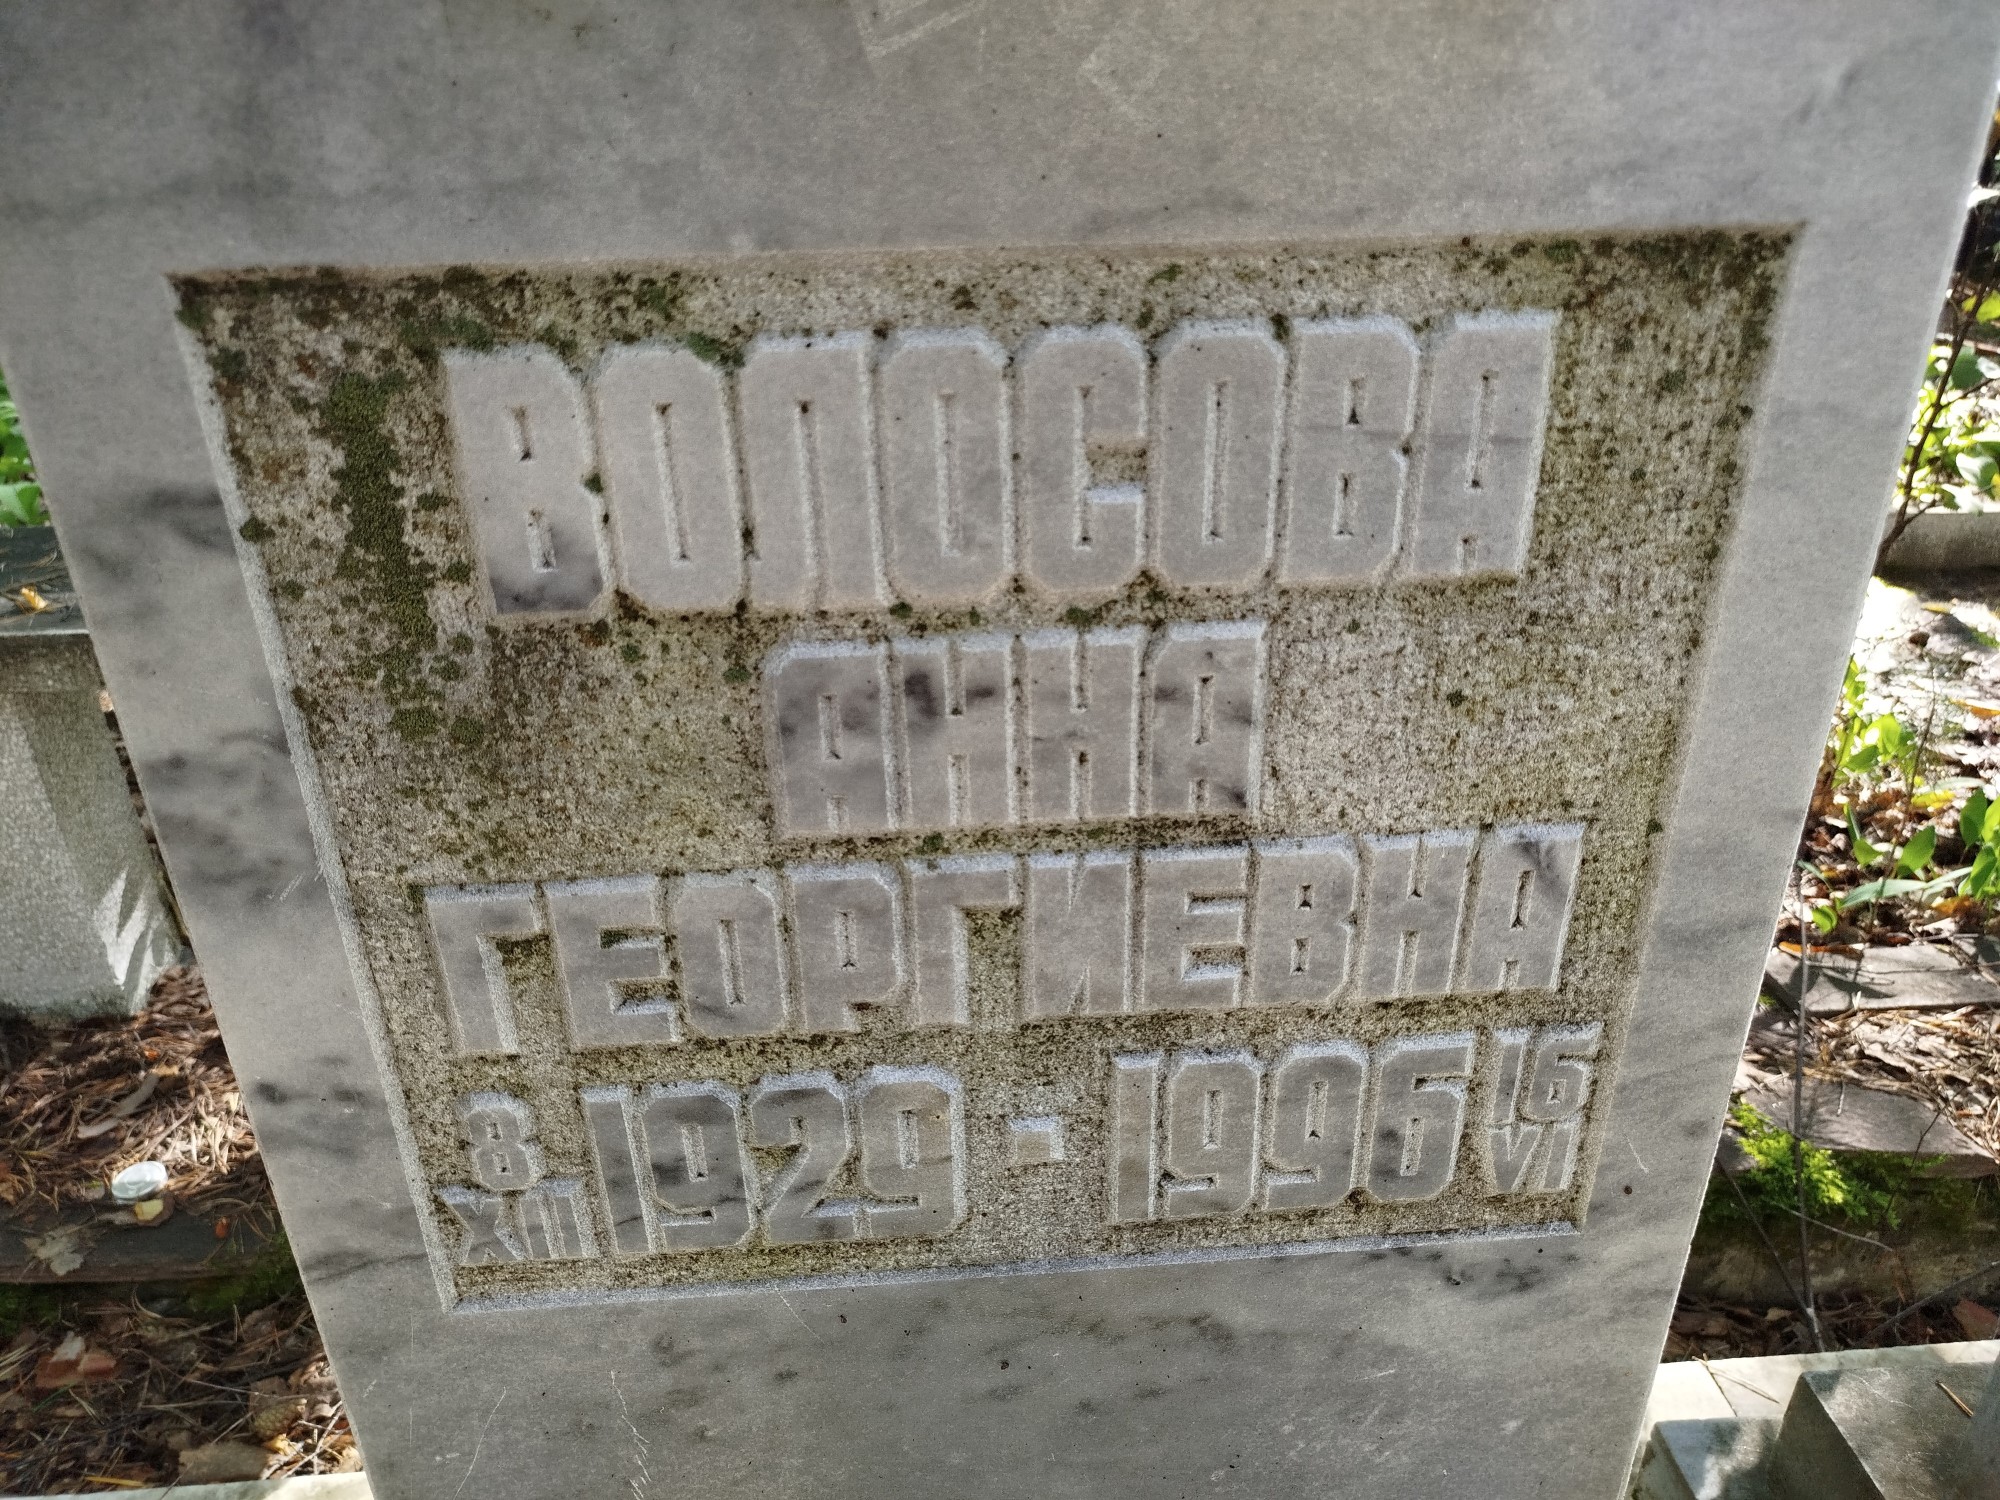 ВОЛОСОВА
АННА
ГЕОРГИЕВНА
8 XII 1929 - 1996 16 VI